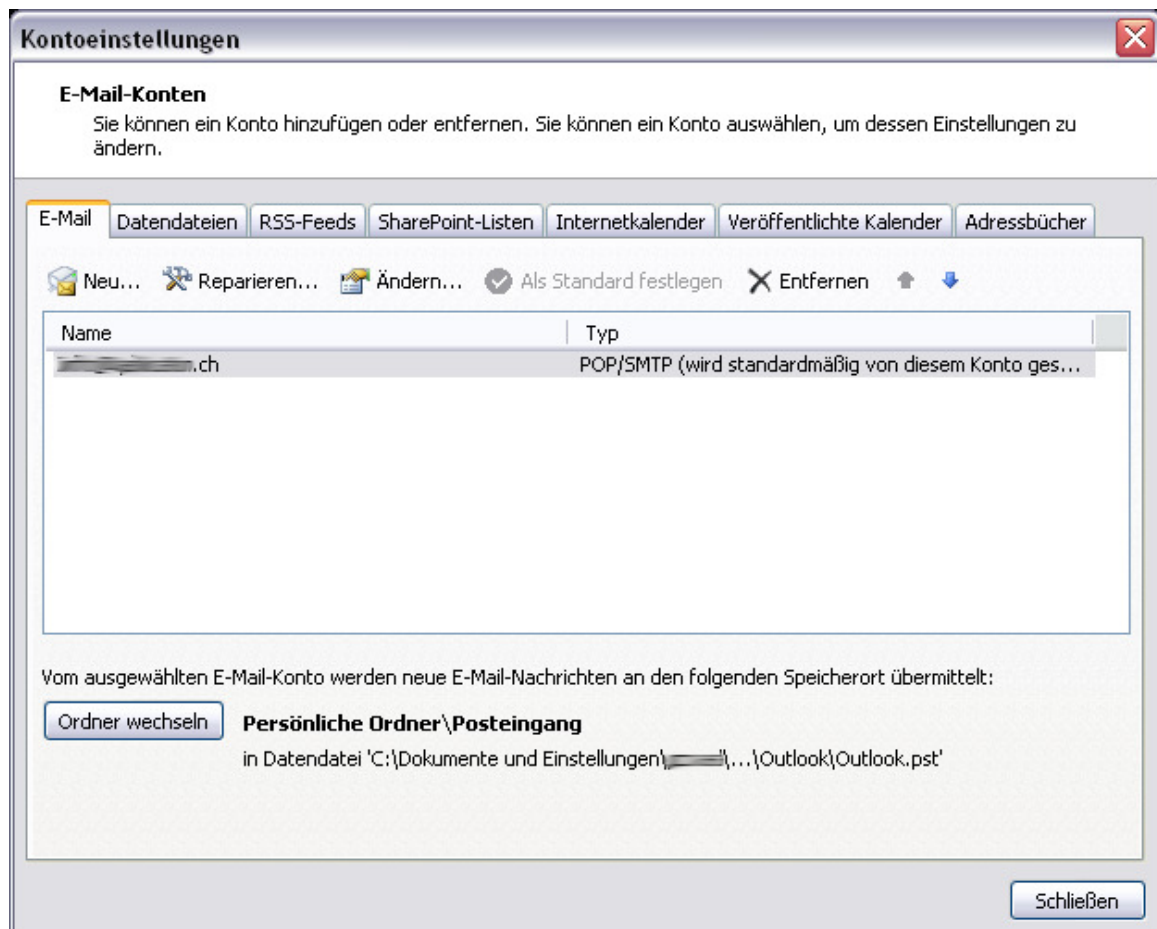 Kontoeinstellungen
E-Mail-Konten
Sie können ein Konto hinzufügen oder entfernen. Sie können ein Konto auswählen, um dessen Einstellungen zu
ändern.
E-Mail Datendateien RSS-Feeds SharePoint-Listen Internetkalender Veröffentlichte Kalender Adressbücher
Neu... Reparieren... Ändern... Als Standard festlegen Entfernen
Name Typ
.ch POP/SMTP (wird standardmäßig von diesem Konto ges...
Vom ausgewählten E-Mail-Konto werden neue E-Mail-Nachrichten an den folgenden Speicherort übermittelt:
Ordner wechseln Persönliche Ordner\Posteingang
in Datendatei 'C:\Dokumente und Einstellungen\ \...\Outlook\Outlook.pst'
Schließen